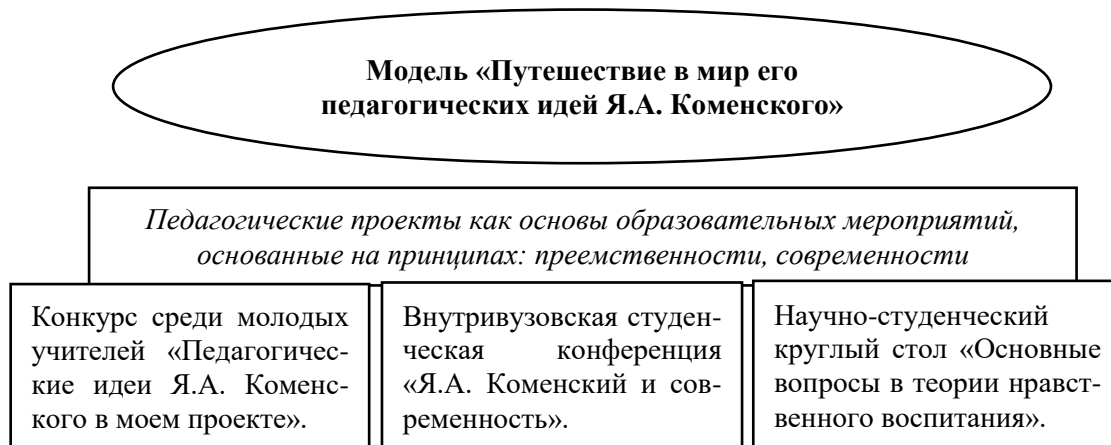 Модель «Путешествие в мир его
педагогических идей Я.А. Коменского»
Педагогические проекты как основы образовательных мероприятий,
основанные на принципах: преемственности, современности
Конкурс среди молодых
учителей «Педагогичес-
кие идеи Я.А. Коменс-
кого в моем проекте».
Внутривузовская студен-
ческая конференция
«Я.А. Коменский и сов-
ременность».
Научно-студенческий
круглый стол «Основные
вопросы в теории нравст-
венного воспитания».